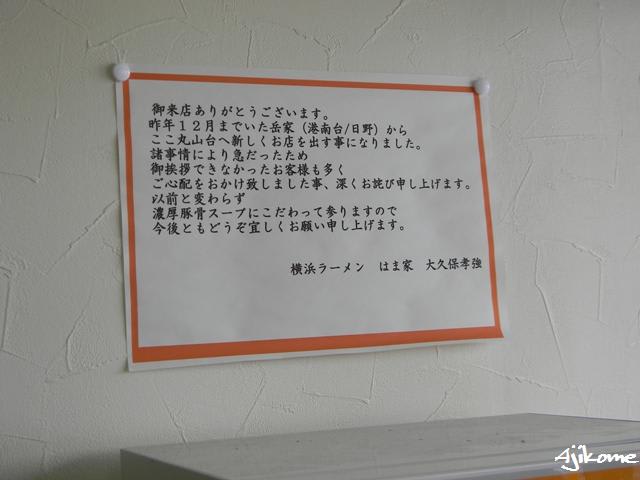 御来店ありがとうございます。
昨年１２月までいた岳家（港南台/日野）から
ここ丸山台へ新しくお店を出す事になりました。
諸事情により急だったため
御挨拶できなかったお客様も多く
ご心配をおかけ致しました事、深くお詫び申し上げます。
以前と変わらず
濃厚豚骨スープにこだわって参りますので
今後ともどうぞ宜しくお願い申し上げます。
横浜ラーメン　はま家　大久保孝強
Ajikome